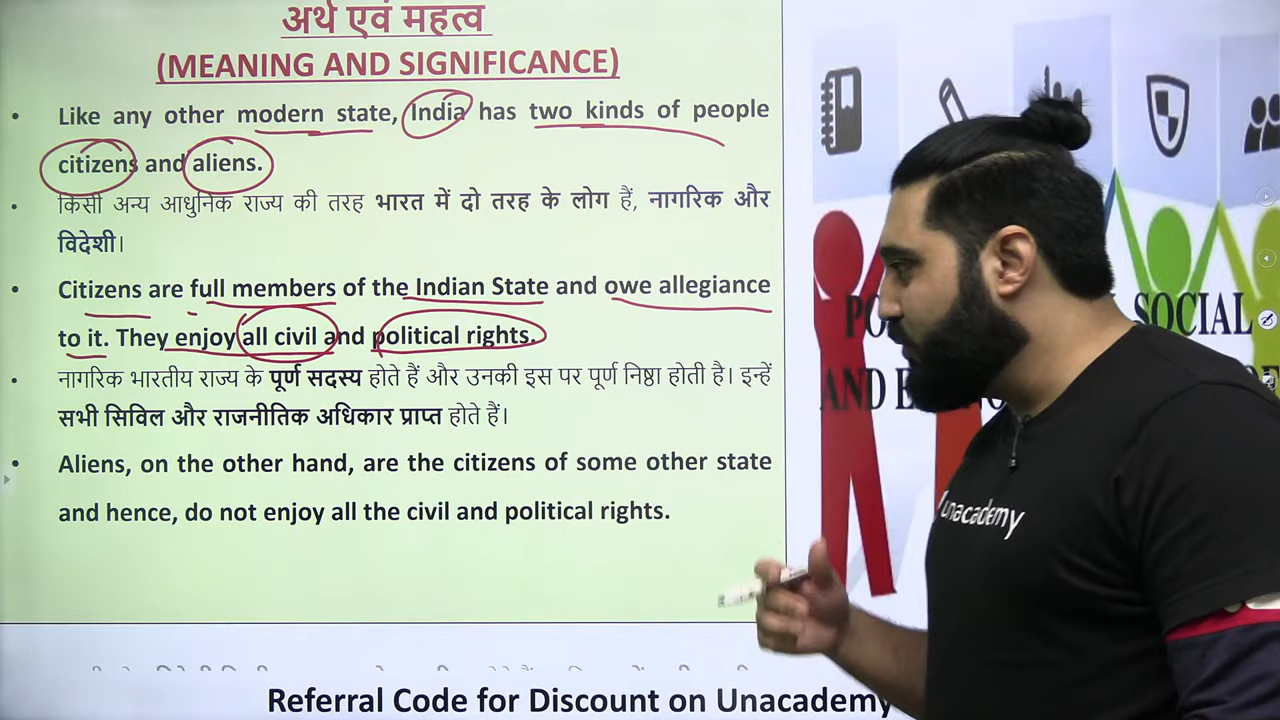 अर्थ एवं महत्व
(MEANING AND SIGNIFICANCE)
• Like any other modern state, India has two kinds of people
citizens and aliens.
• किसी अन्य आधुनिक राज्य की तरह भारत में दो तरह के लोग हैं, नागरिक और
विदेशी।
• Citizens are full members of the Indian State and owe allegiance
to it. They enjoy all civil and political rights.
• नागरिक भारतीय राज्य के पूर्ण सदस्य होते हैं और उनकी इस पर पूर्ण निष्ठा होती है। इन्हें
सभी सिविल और राजनीतिक अधिकार प्राप्त होते हैं।
• Aliens, on the other hand, are the citizens of some other state
and hence, do not enjoy all the civil and political rights.
SOCIAL
AND
unacademy
Referral Code for Discount on Unacademy